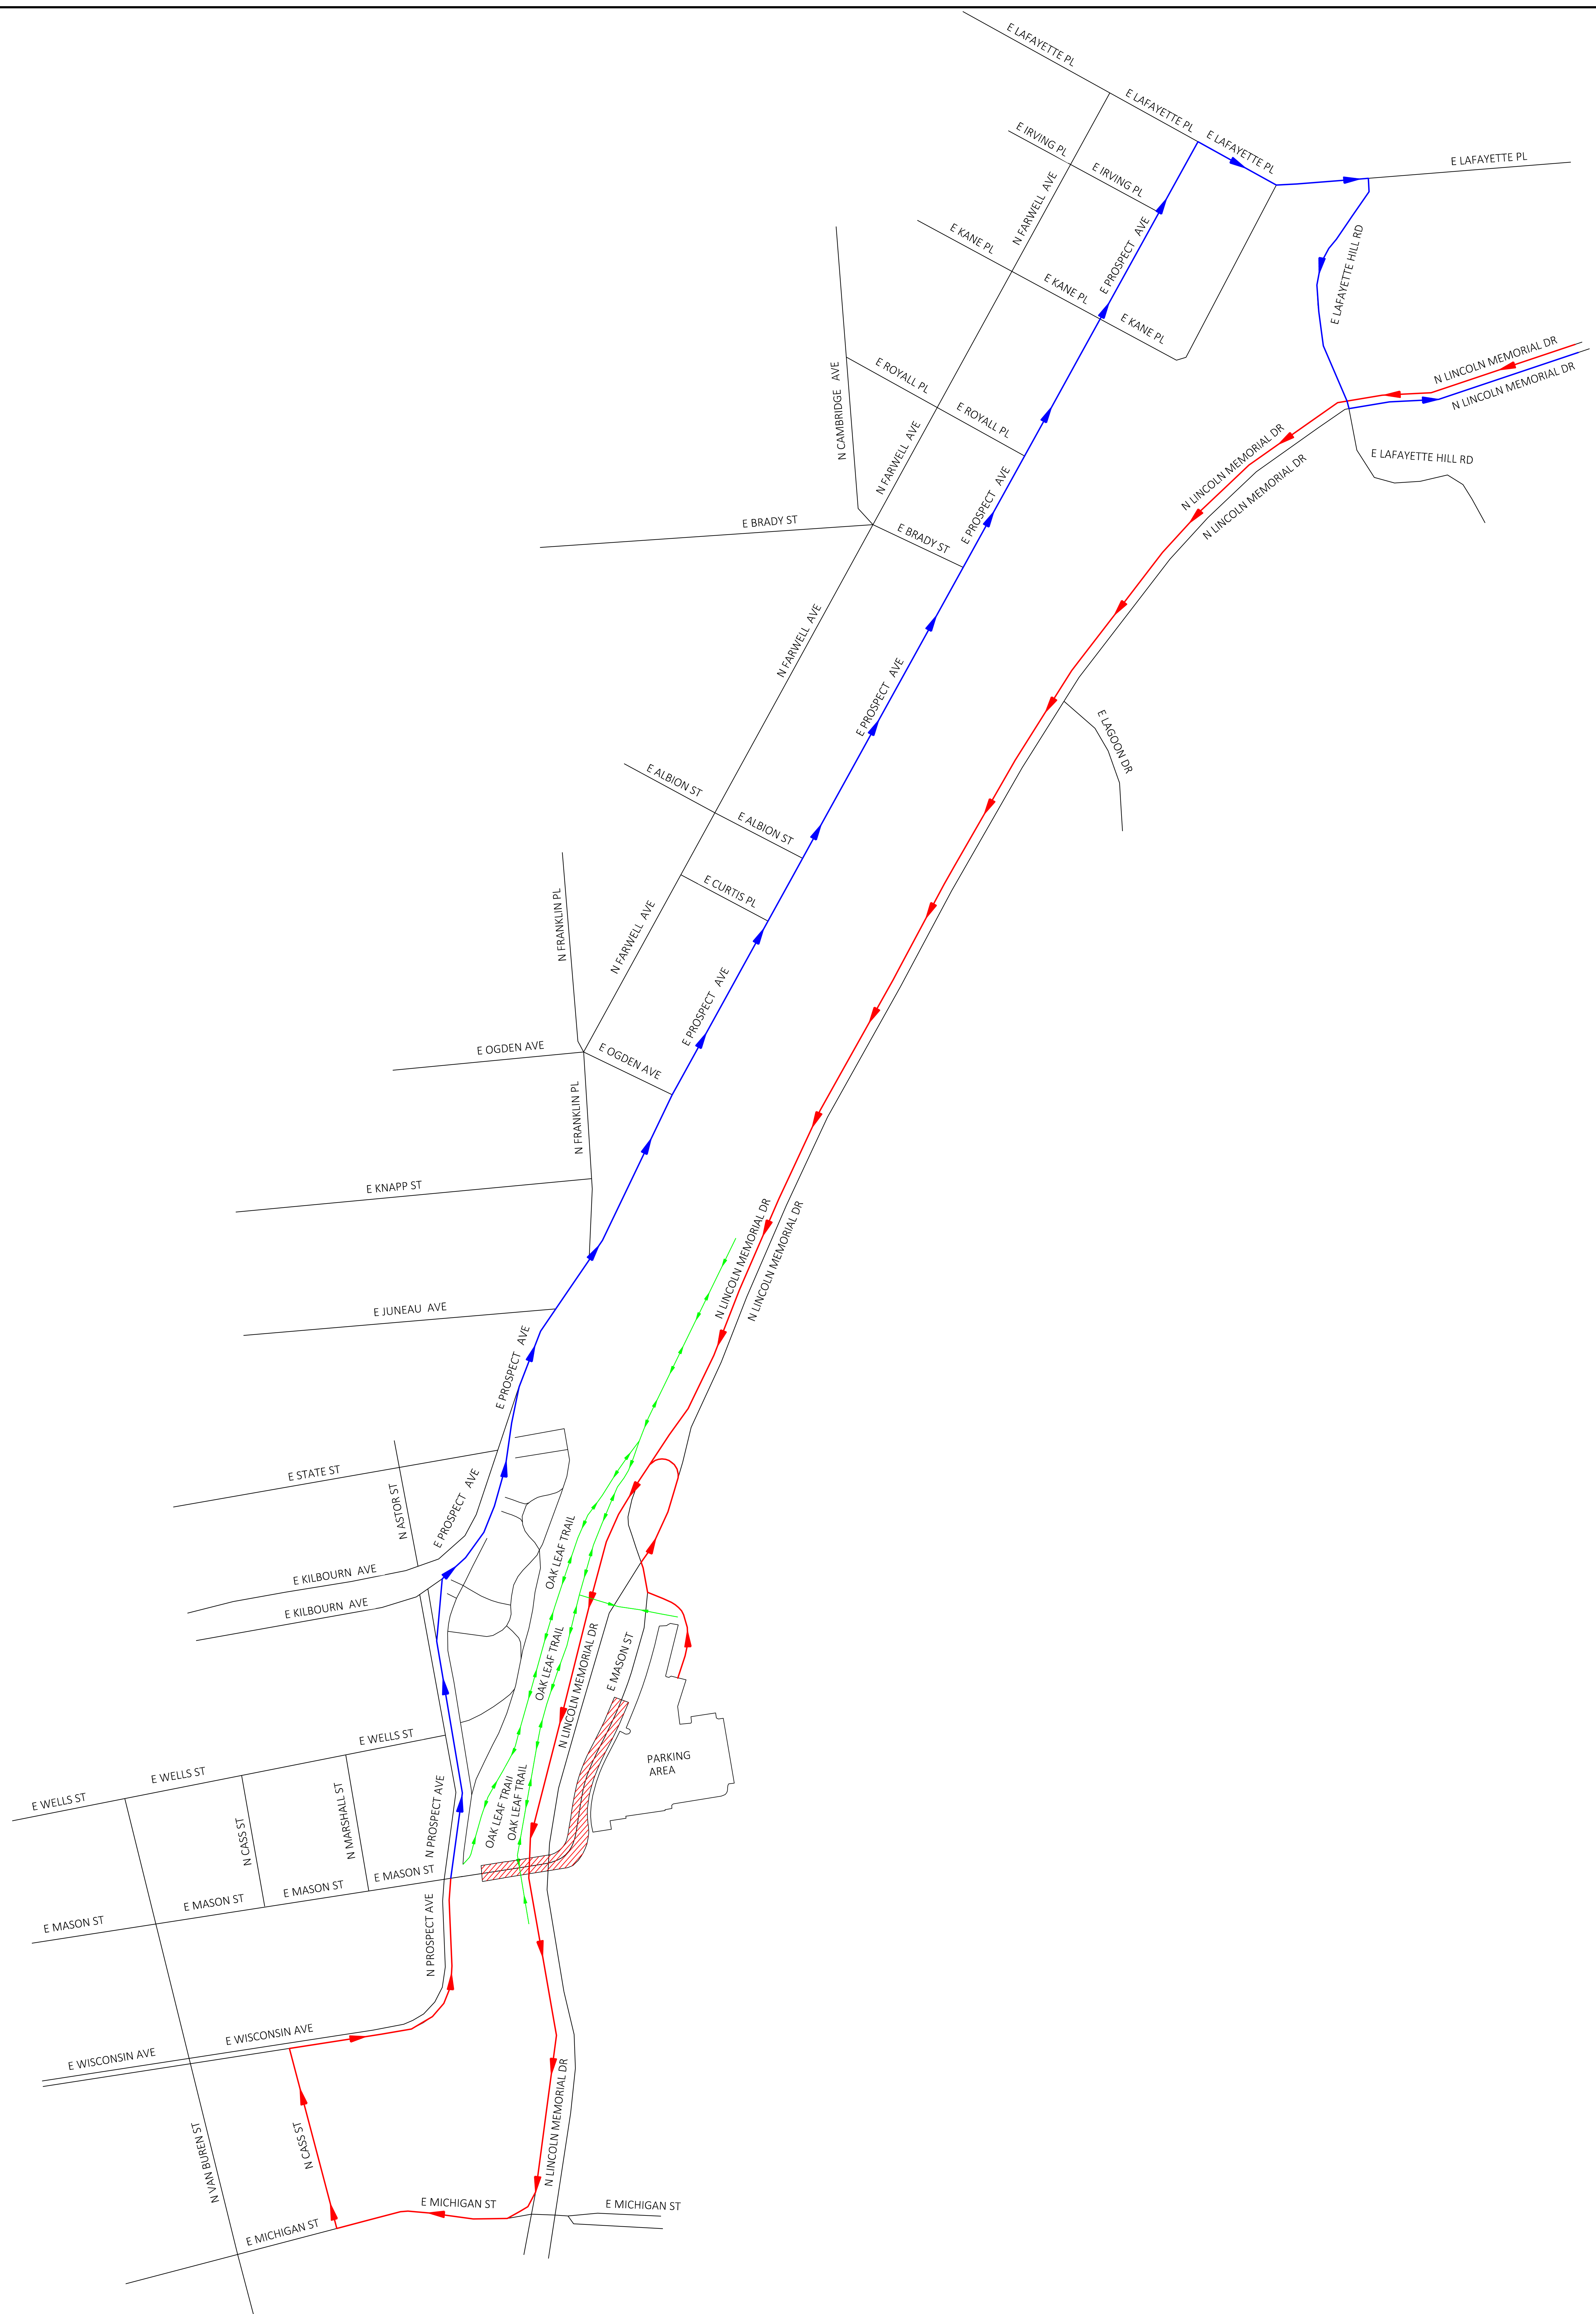 E LAFAYETTE PL
E LAFAYETTE PL
E LAFAYETTE PL
E LAFAYETTE PL
E IRVING PL
E IRVING PL
N FARWELL AVE
E PROSPECT AVE
E KANE PL
E KANE PL
E KANE PL
E LAFAYETTE HILL RD
N LINCOLN MEMORIAL DR
N LINCOLN MEMORIAL DR
N CAMBRIDGE AVE
E ROYALL PL
E ROYALL PL
N FARWELL AVE
E PROSPECT AVE
N LINCOLN MEMORIAL DR
N LINCOLN MEMORIAL DR
E LAFAYETTE HILL RD
E BRADY ST
E BRADY ST
N FARWELL AVE
E PROSPECT AVE
E LAGOON DR
E ALBION ST
E ALBION ST
E CURTIS PL
N FRANKLIN PL
N FARWELL AVE
E PROSPECT AVE
E OGDEN AVE
E OGDEN AVE
N FRANKLIN PL
E KNAPP ST
N LINCOLN MEMORIAL DR
N LINCOLN MEMORIAL DR
E JUNEAU AVE
E PROSPECT AVE
E STATE ST
N ASTOR ST
E PROSPECT AVE
OAK LEAF TRAIL
E KILBOURN AVE
E KILBOURN AVE
OAK LEAF TRAIL
N LINCOLN MEMORIAL DR
E MASON ST
E WELLS ST
E WELLS ST
E WELLS ST
PARKING
AREA
N CASS ST
N MARSHALL ST
N PROSPECT AVE
OAK LEAF TRAIL
OAK LEAF TRAIL
E MASON ST
E MASON ST
E MASON ST
E MASON ST
N PROSPECT AVE
E WISCONSIN AVE
E WISCONSIN AVE
N VAN BUREN ST
N CASS ST
N LINCOLN MEMORIAL DR
E MICHIGAN ST
E MICHIGAN ST
E MICHIGAN ST